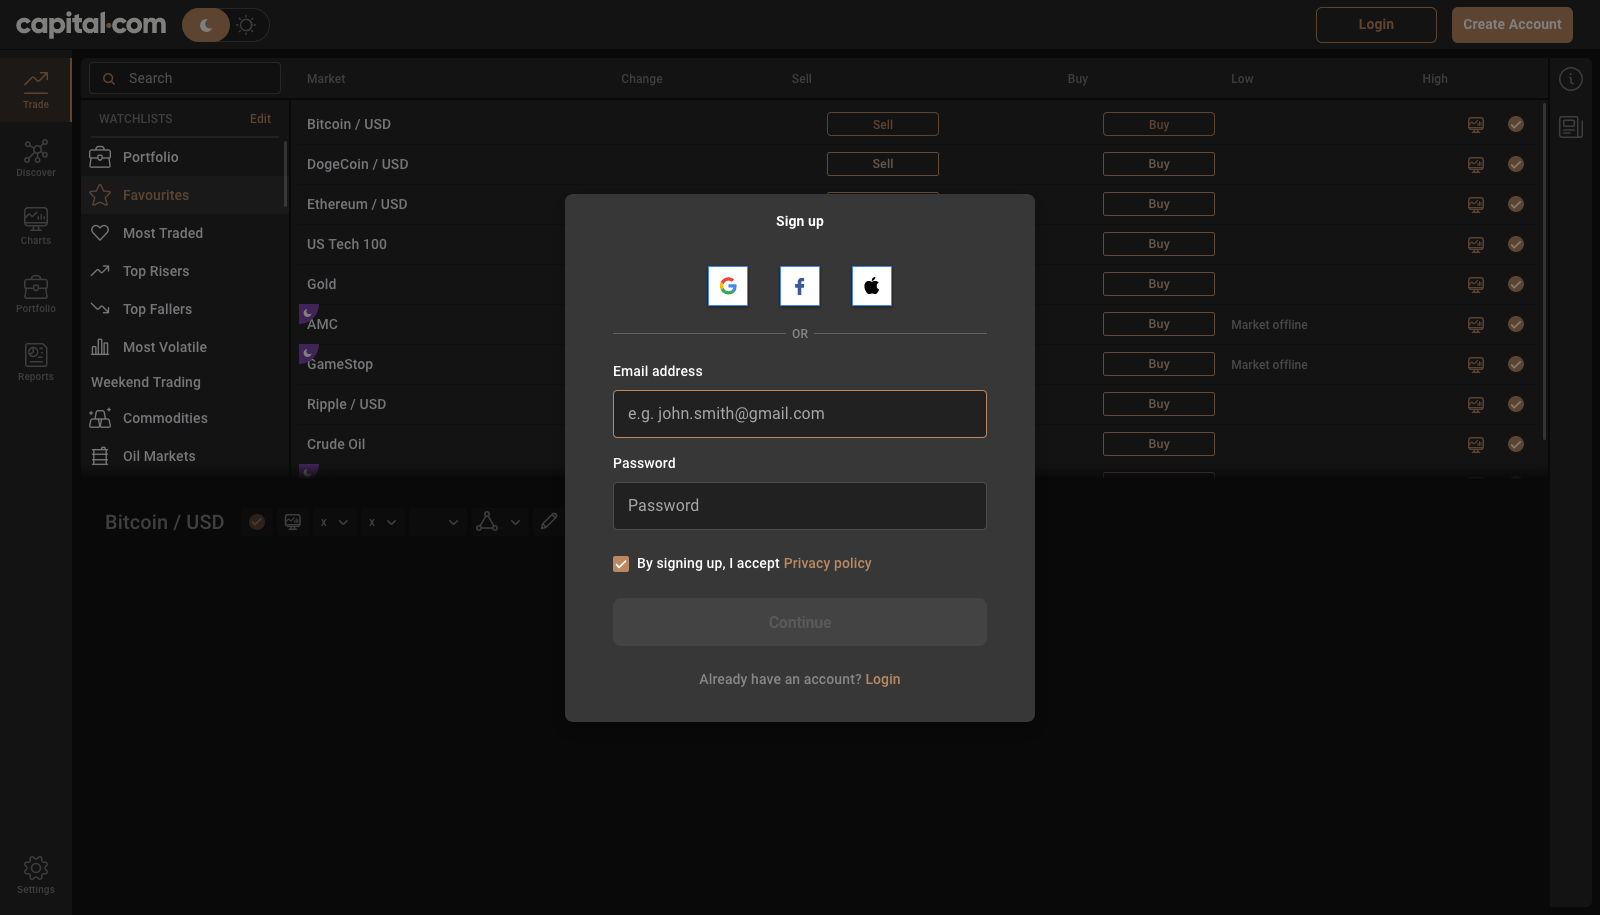 capital.com
Login
Create Account
Search
Market
Change
Sell
Buy
Low
High
Trade
Discover
Charts
Portfolio
Reports
Settings
WATCHLISTS
Edit
Portfolio
Favourites
Most Traded
Top Risers
Top Fallers
Most Volatile
Weekend Trading
Commodities
Oil Markets
Bitcoin / USD
Sell
Buy
DogeCoin / USD
Sell
Buy
Ethereum / USD
Buy
US Tech 100
Buy
Gold
Buy
AMC
Buy
Market offline
GameStop
Buy
Market offline
Ripple / USD
Buy
Crude Oil
Buy
Bitcoin / USD
x
x
Sign up
OR
Email address
e.g. john.smith@gmail.com
Password
Password
By signing up, I accept Privacy policy
Continue
Already have an account? Login